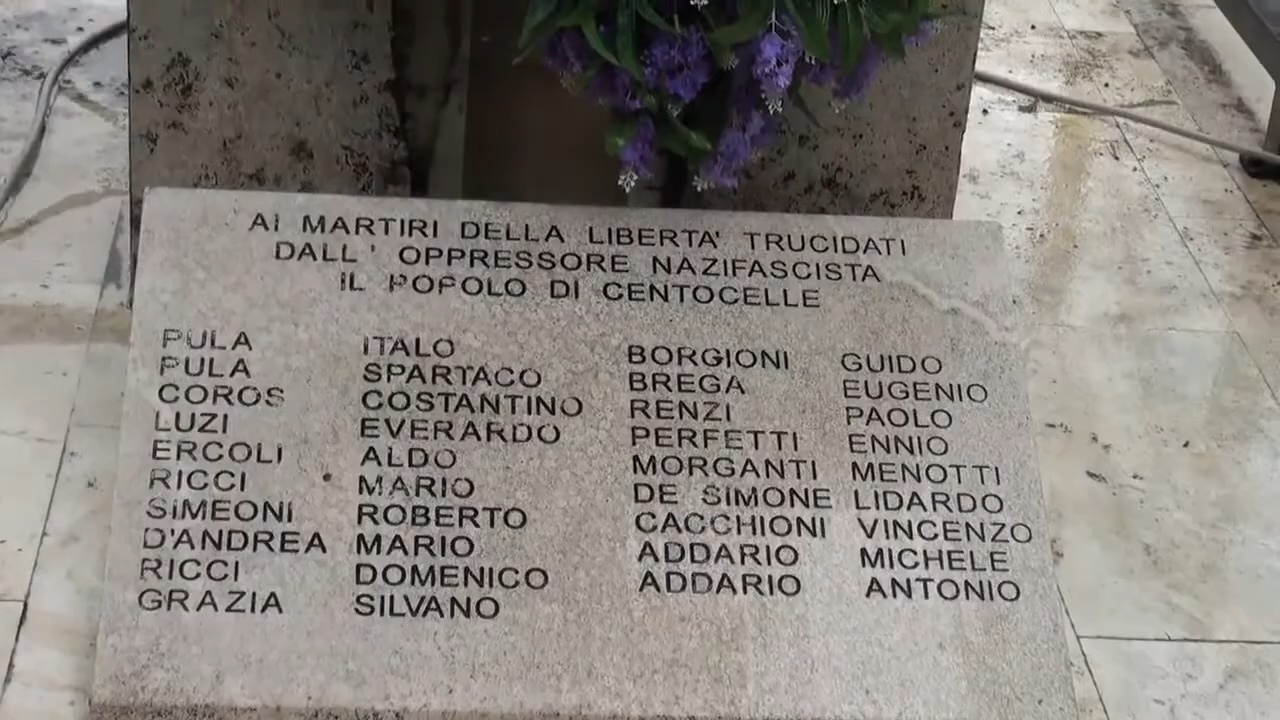 AI MARTIRI DELLA LIBERTA' TRUCIDATI
DALL' OPPRESSORE NAZIFASCISTA
IL POPOLO DI CENTOCELLE
PULA ITALO
PULA SPARTACO
COROS COSTANTINO
LUZI EVERARDO
ERCOLI ALDO
RICCI MARIO
SIMEONI ROBERTO
D'ANDREA MARIO
RICCI DOMENICO
GRAZIA SILVANO
BORGIONI GUIDO
BREGA EUGENIO
RENZI PAOLO
PERFETTI ENNIO
MORGANTI MENOTTI
DE SIMONE LIDARDO
CACCHIONI VINCENZO
ADDARIO MICHELE
ADDARIO ANTONIO